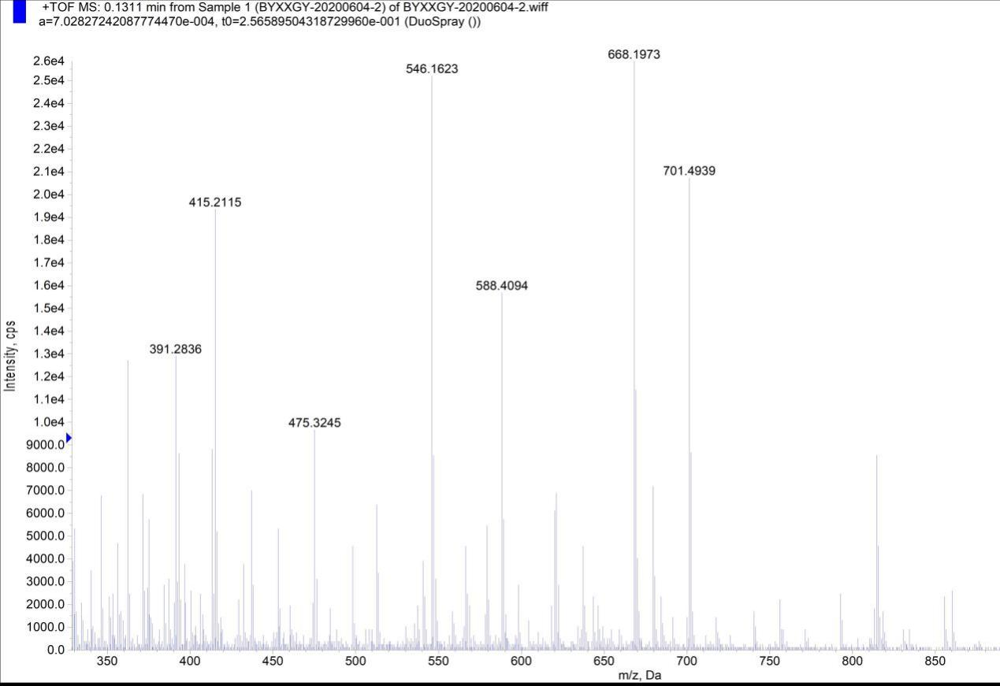 +TOF MS: 0.1311 min from Sample 1 (BYXXGY-20200604-2) of BYXXGY-20200604-2.wiff
a=7.02827242087774470e-004, t0=2.56589504318729960e-001 (DuoSpray ())
668.1973
2.6e4
546.1623
2.5e4
2.4e4
2.3e4
2.2e4
701.4939
2.1e4
2.0e4
415.2115
1.9e4
1.8e4
1.7e4
1.6e4
588.4094
1.5e4
1.4e4
391.2836
1.3e4
1.2e4
1.1e4
475.3245
1.0e4
9000.0
8000.0
7000.0
6000.0
5000.0
4000.0
3000.0
2000.0
1000.0
0.0
Intensity, cps
350 400 450 500 550 600 650 700 750 800 850
m/z, Da